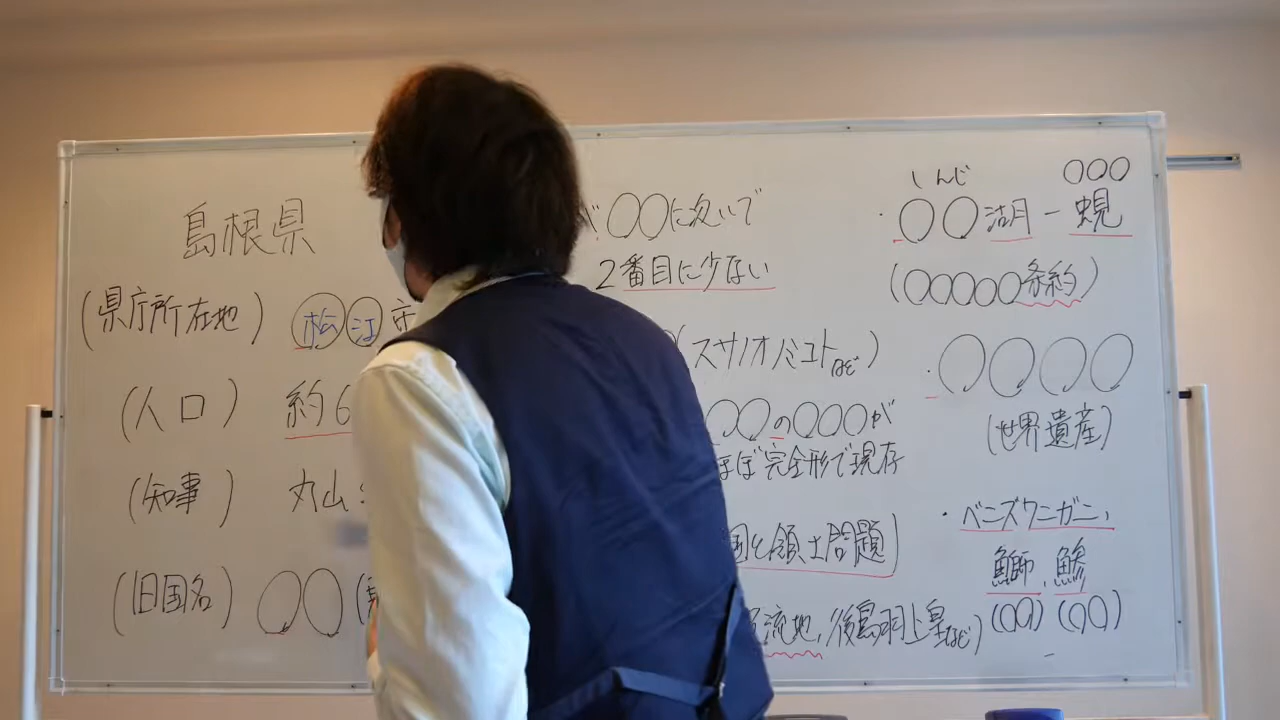 島根県
(県庁所在地) 松江市
(人口) 約6
(知事) 丸山
(旧国名) ○○(
○○に次いで
2番目に少ない
(スサノオノミコトなど)
○○の○○○が
ほぼ完全形で現存
国と領土問題)
流地,後鳥羽上皇など)
しんじ ○○○
・○○湖-蜆
(○○○○○条約)
・○○○○
(世界遺産)
・ベニズワニガニ,
鰤,鯵
(○○)(○○)